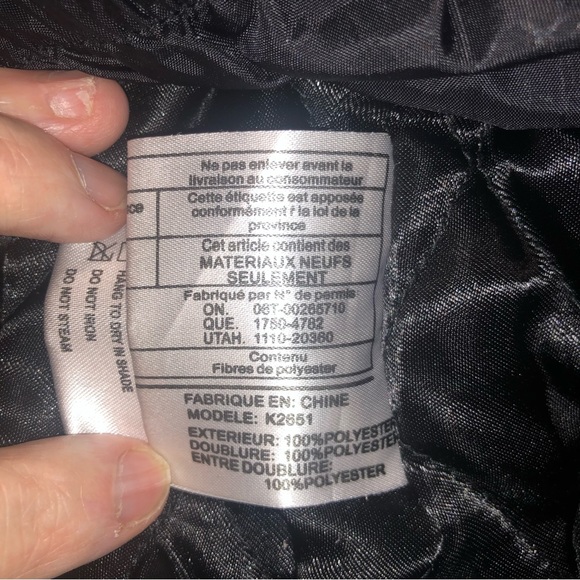 Ne pas enlever avant la
livraison au consommateur
ce
Cette étiquette est apposée
conformément f la loi de la
province
Cet article contient des
MATERIAUX NEUFS
SEULEMENT
Fabriqué par N° de permis
ON. 06T-00265710
QUE. 1750-4762
UTAH. 1110-20360
Contenu
Fibres de polyester
FABRIQUE EN: CHINE
MODELE: K2651
EXTERIEUR: 100%POLYESTER
DOUBLURE: 100%POLYESTER
ENTRE DOUBLURE:
100%POLYESTER
HANG TO DRY IN SHADE
DO NOT IRON
DO NOT STEAM